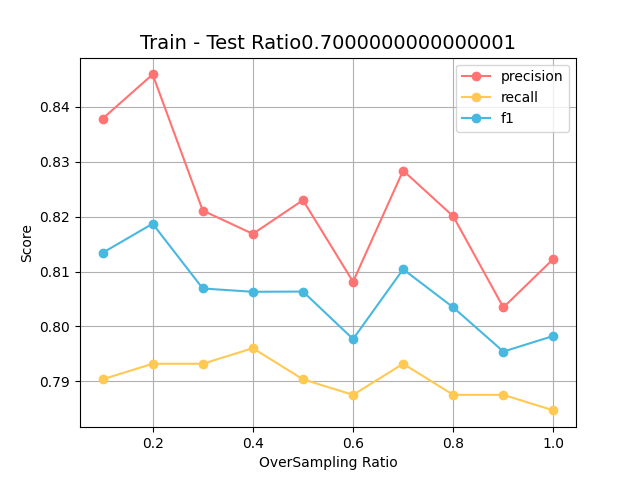 Train - Test Ratio0.7000000000000001
precision
recall
f1
0.84
0.83
0.82
0.81
0.80
0.79
Score
0.2 0.4 0.6 0.8 1.0
OverSampling Ratio